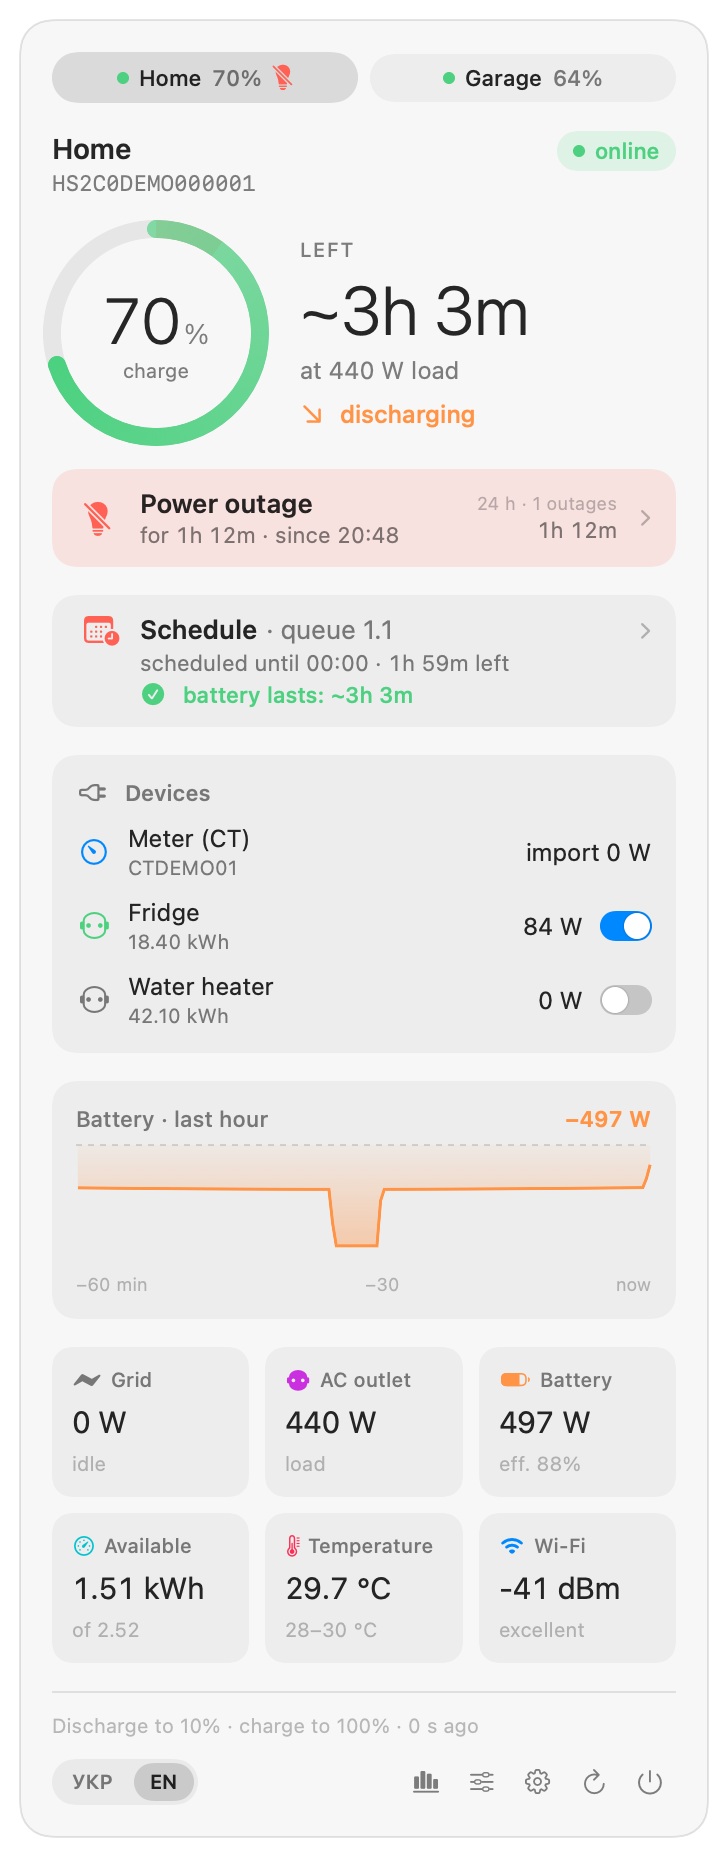 Home 70% Garage 64%
Home
online
HS2C0DEMO000001
70%
charge
LEFT
~3h 3m
at 440 W load
discharging
Power outage
for 1h 12m · since 20:48
24 h · 1 outages
1h 12m
Schedule · queue 1.1
scheduled until 00:00 · 1h 59m left
battery lasts: ~3h 3m
Devices
Meter (CT)
CTDEMO01
import 0 W
Fridge
18.40 kWh
84 W
Water heater
42.10 kWh
0 W
Battery · last hour
–497 W
–60 min –30 now
Grid
0 W
idle
AC outlet
440 W
load
Battery
497 W
eff. 88%
Available
1.51 kWh
of 2.52
Temperature
29.7 °C
28–30 °C
Wi-Fi
-41 dBm
excellent
Discharge to 10% · charge to 100% · 0 s ago
УКР EN